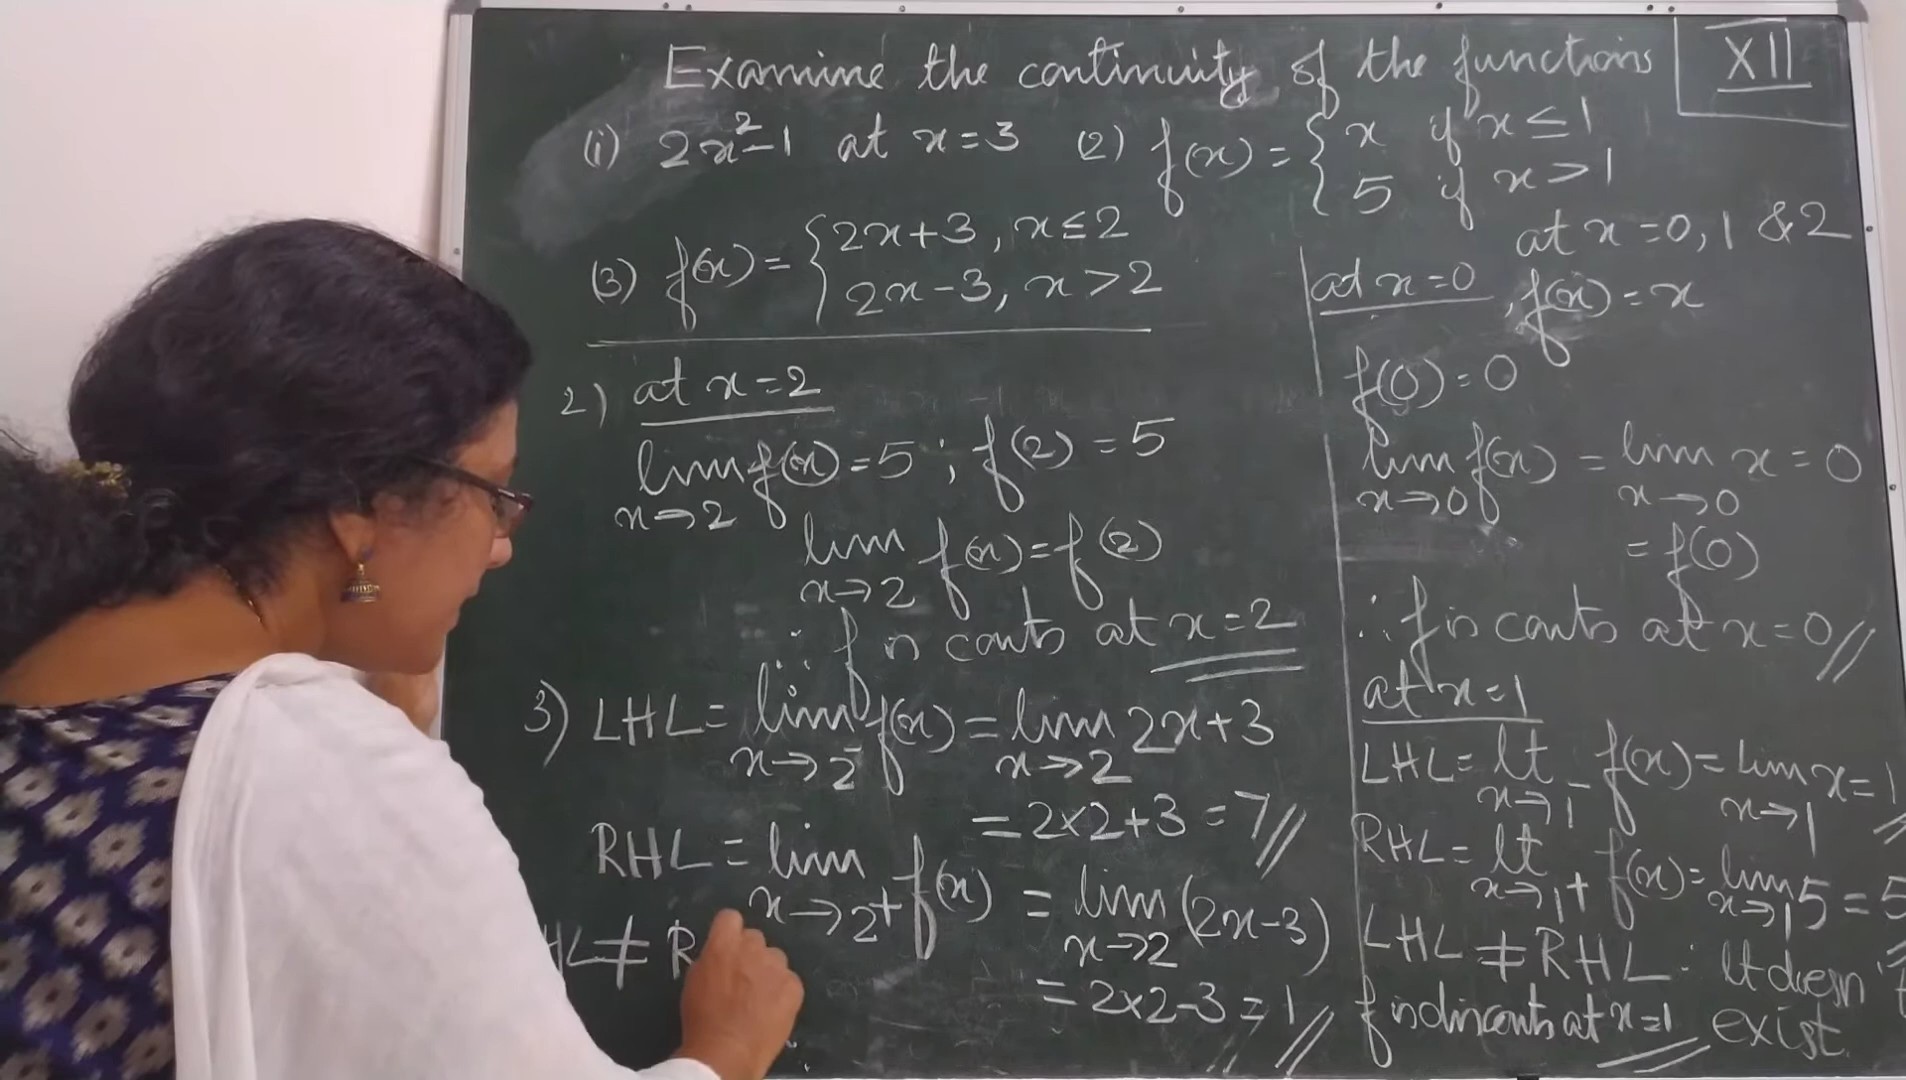 Examine the continuity of the functions
XII
(1) 2x²-1 at x=3 (2) f(x) = { x if x ≤ 1
5 if x > 1
at x=0, 1 & 2
(3) f(x) = { 2x+3, x ≤ 2
2x-3, x > 2
2) at x=2
lim f(x) = 5 ; f(2) = 5
x→2
lim f(x) = f(2)
x→2
∴ f is conts at x=2
3) LHL = lim f(x) = lim 2x+3
x→2⁻ x→2
= 2×2+3 = 7//
RHL = lim f(x) = lim (2x-3)
x→2+ x→2
HL ≠ R
= 2×2-3 = 1//
at x=0, f(x) = x
f(0) = 0
lim f(x) = lim x = 0
x→0 x→0
= f(0)
∴ f is conts at x=0//
at x=1
LHL = lt f(x) = lim x = 1
x→1⁻ x→1
RHL = lt f(x) = lim 5 = 5
x→1+ x→1
LHL ≠ RHL ∴ lt doesn't
exist
f is disconts at x=1